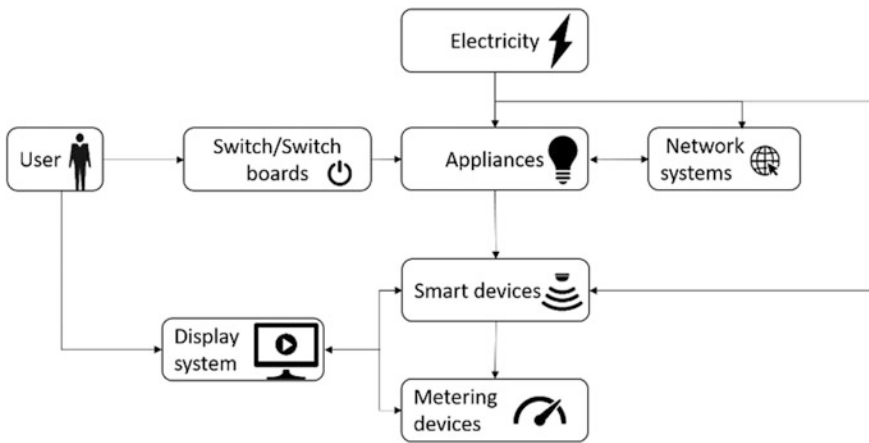 Electricity
User
Switch/Switch
boards
Appliances
Network
systems
Smart devices
Display
system
Metering
devices